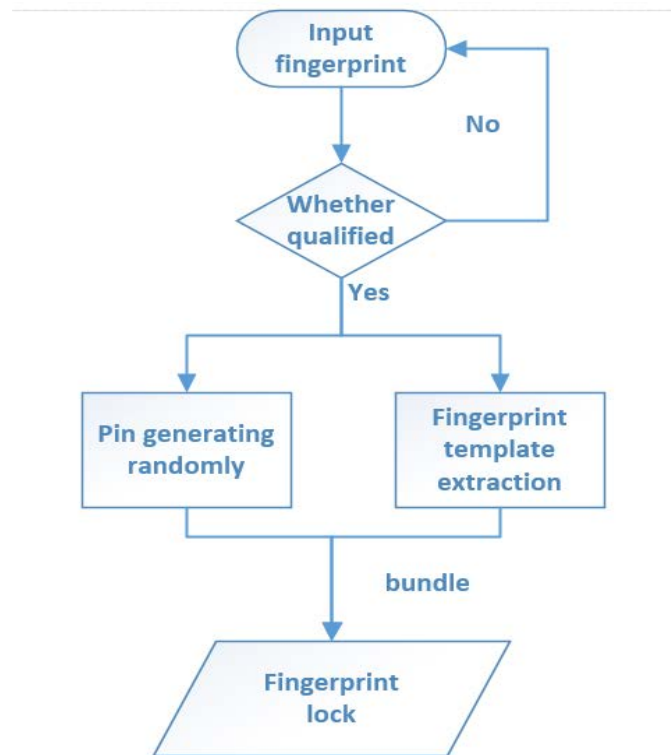 Input
fingerprint
No
Whether
qualified
Yes
Pin generating
randomly
Fingerprint
template
extraction
bundle
Fingerprint
lock